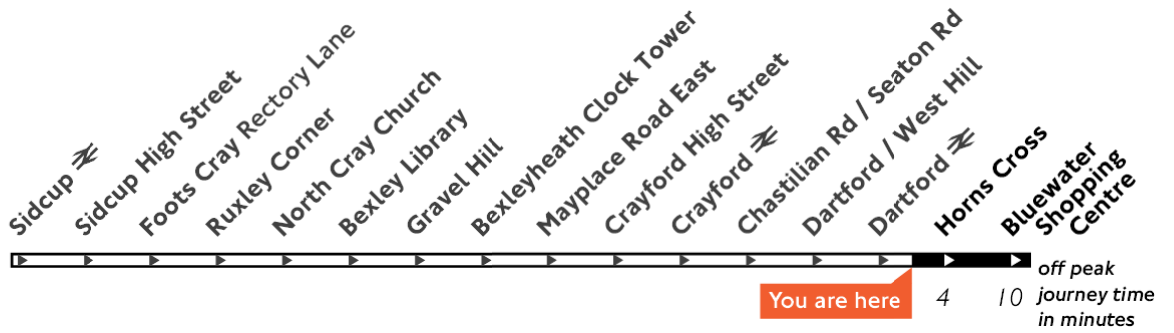 Sidcup
Sidcup High Street
Foots Cray Rectory Lane
Ruxley Corner
North Cray Church
Bexley Library
Gravel Hill
Bexleyheath Clock Tower
Mayplace Road East
Crayford High Street
Crayford
Chastilian Rd / Seaton Rd
Dartford / West Hill
Dartford
Horns Cross
Bluewater
Shopping
Centre
You are here
4
10
off peak
journey time
in minutes